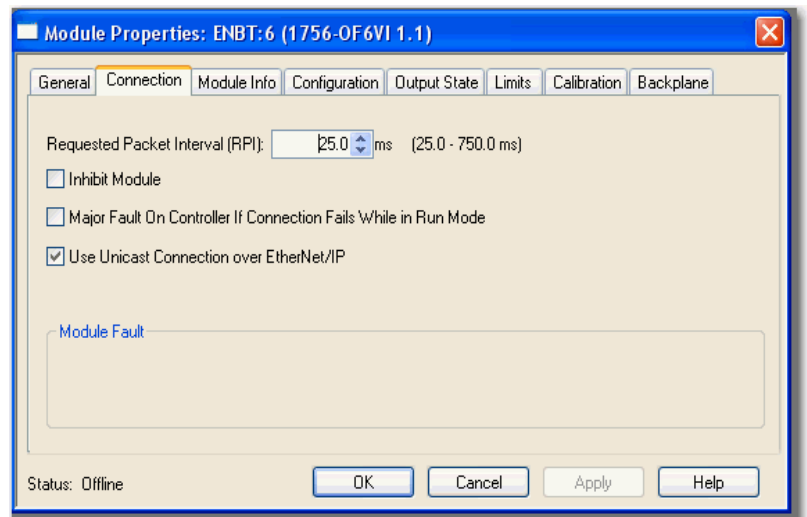 Module Properties: ENBT:6 (1756-OF6VI 1.1)
General Connection Module Info Configuration Output State Limits Calibration Backplane
Requested Packet Interval (RPI): 25.0 ms (25.0 - 750.0 ms)
Inhibit Module
Major Fault On Controller If Connection Fails While in Run Mode
Use Unicast Connection over EtherNet/IP
Module Fault
Status: Offline OK Cancel Apply Help